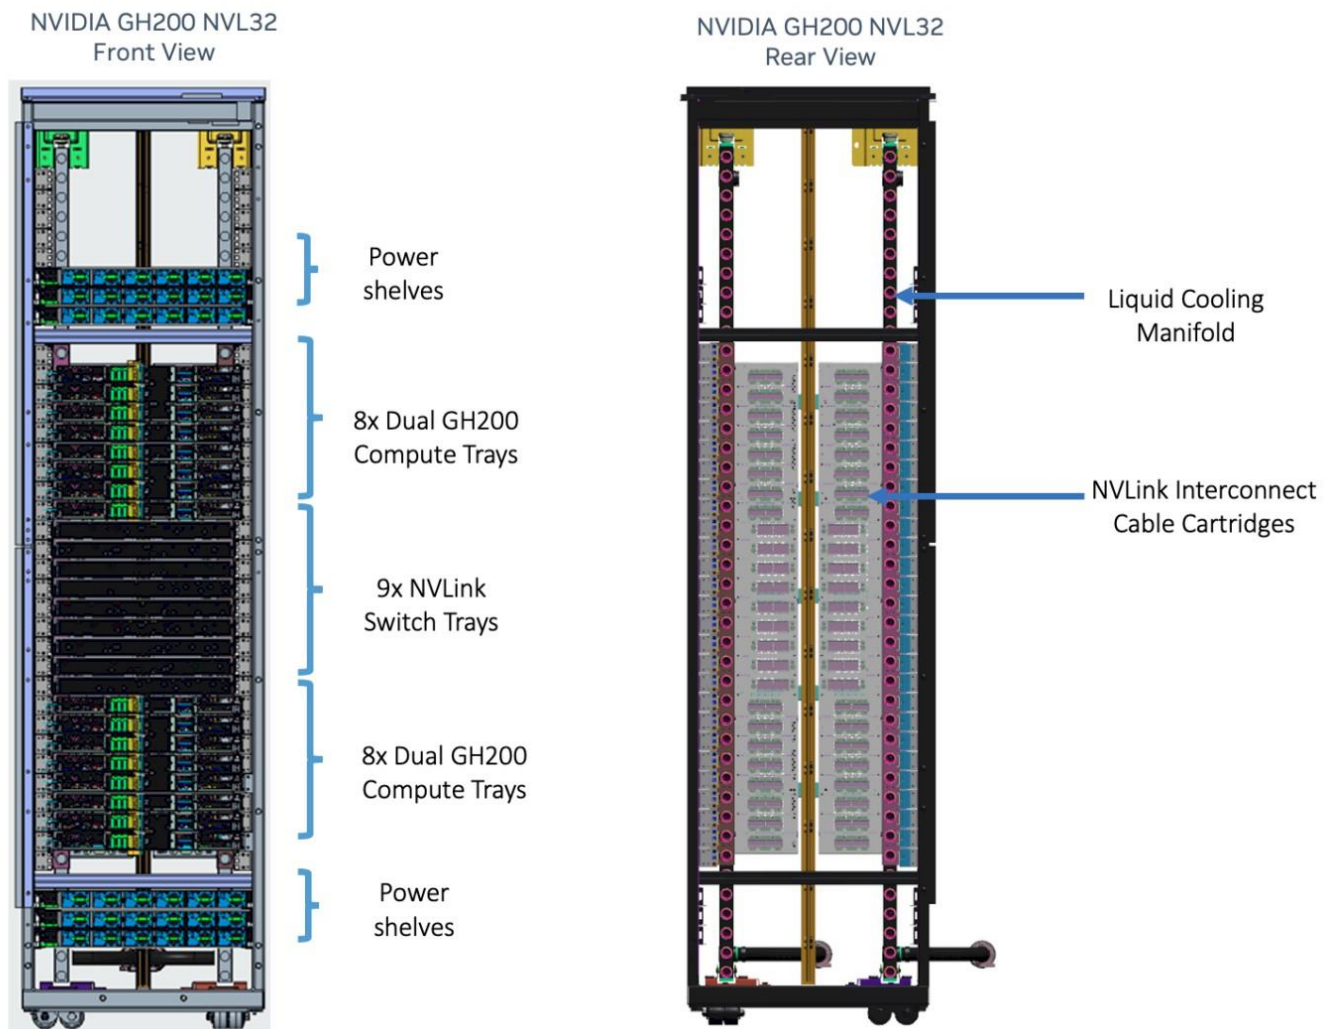 NVIDIA GH200 NVL32
Front View
Power
shelves
8x Dual GH200
Compute Trays
9x NVLink
Switch Trays
8x Dual GH200
Compute Trays
Power
shelves
NVIDIA GH200 NVL32
Rear View
Liquid Cooling
Manifold
NVLink Interconnect
Cable Cartridges